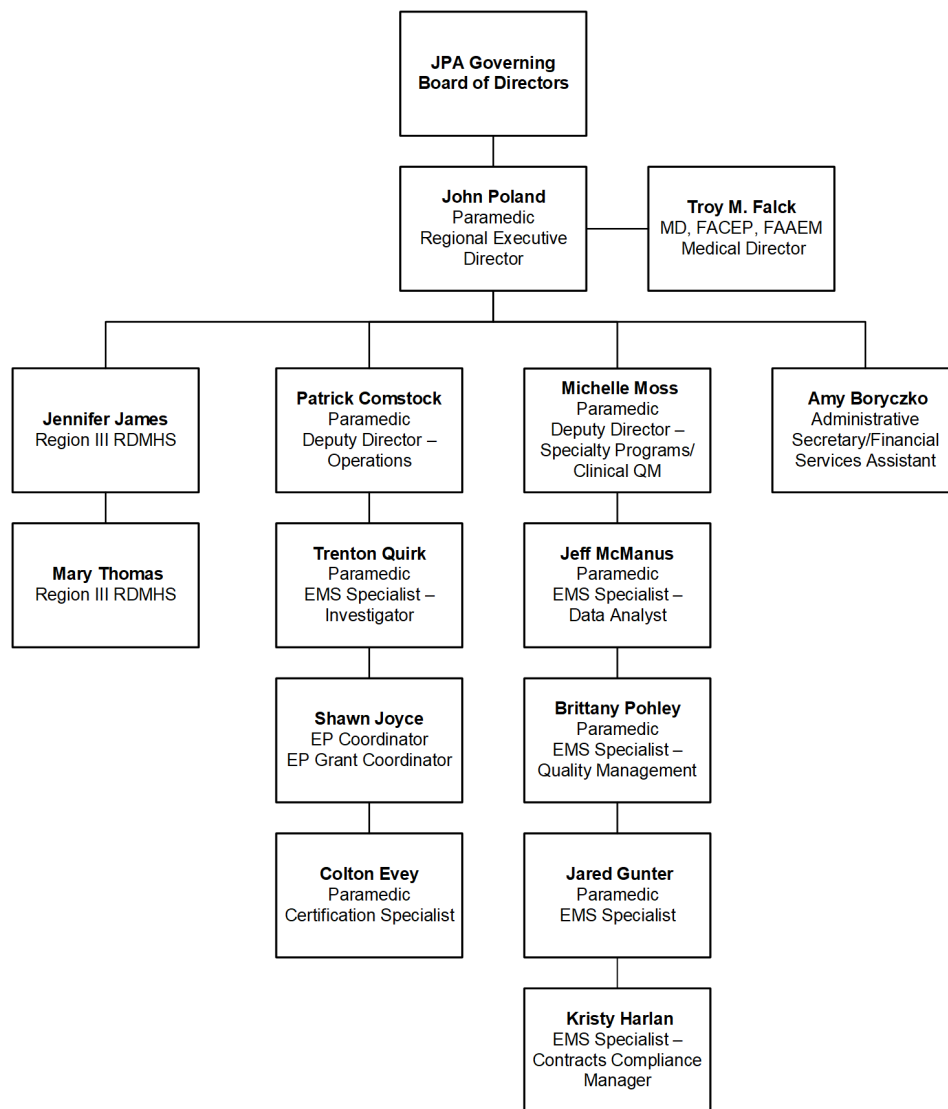 JPA Governing
Board of Directors
John Poland
Paramedic
Regional Executive
Director
Troy M. Falck
MD, FACEP, FAAEM
Medical Director
Jennifer James
Region III RDMHS
Patrick Comstock
Paramedic
Deputy Director –
Operations
Michelle Moss
Paramedic
Deputy Director –
Specialty Programs/
Clinical QM
Amy Boryczko
Administrative
Secretary/Financial
Services Assistant
Mary Thomas
Region III RDMHS
Trenton Quirk
Paramedic
EMS Specialist –
Investigator
Jeff McManus
Paramedic
EMS Specialist –
Data Analyst
Shawn Joyce
EP Coordinator
EP Grant Coordinator
Brittany Pohley
Paramedic
EMS Specialist –
Quality Management
Colton Evey
Paramedic
Certification Specialist
Jared Gunter
Paramedic
EMS Specialist
Kristy Harlan
EMS Specialist –
Contracts Compliance
Manager